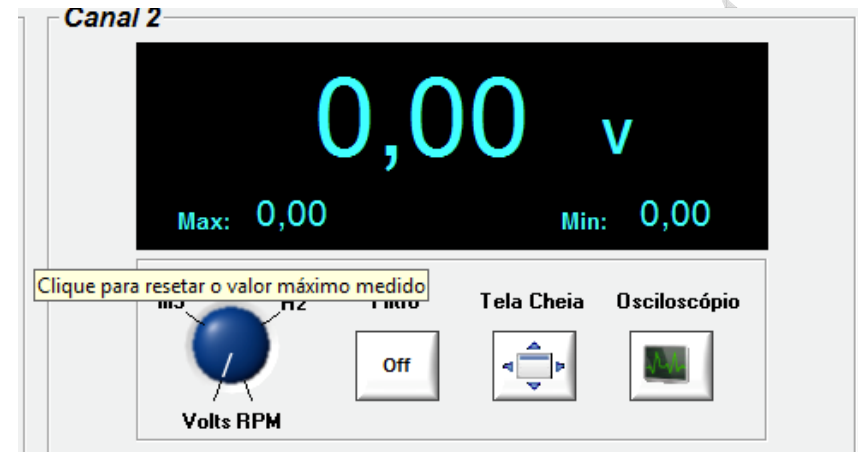 Canal 2
0,00 v
Max: 0,00 Min: 0,00
Clique para resetar o valor máximo medido
Tela Cheia Osciloscópio
Off
Volts RPM